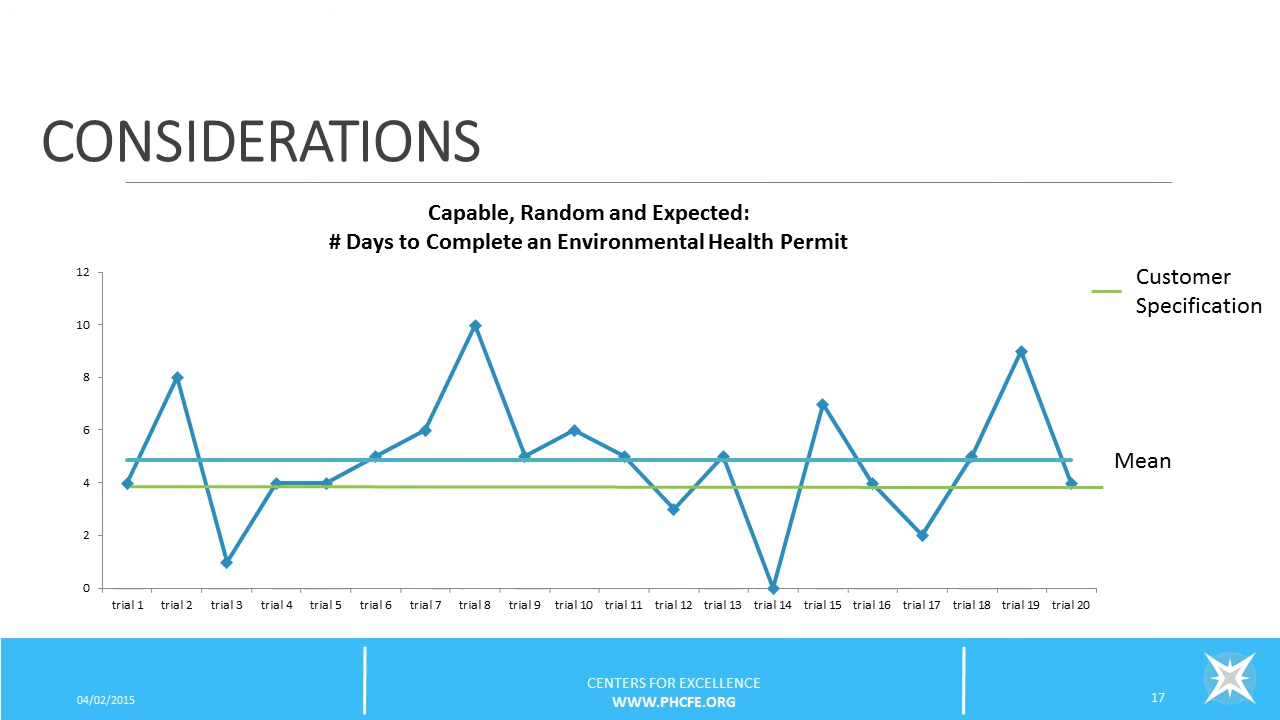 CONSIDERATIONS
Capable, Random and Expected:
# Days to Complete an Environmental Health Permit
12
10
8
6
4
2
0
Customer
Specification
Mean
trial 1 trial 2 trial 3 trial 4 trial 5 trial 6 trial 7 trial 8 trial 9 trial 10 trial 11 trial 12 trial 13 trial 14 trial 15 trial 16 trial 17 trial 18 trial 19 trial 20
04/02/2015
CENTERS FOR EXCELLENCE
WWW.PHCFE.ORG
17